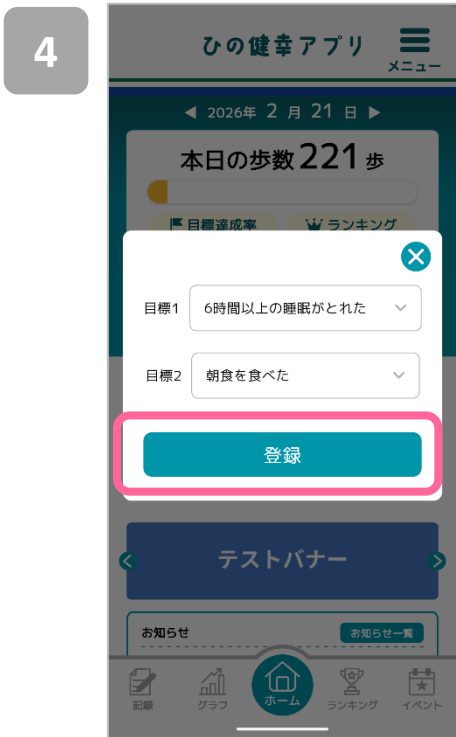 4
ひの健幸アプリ
メニュー
◀ 2026年 2 月 21 日 ▶
本日の歩数 221 歩
目標達成率 ランキング
目標1 6時間以上の睡眠がとれた
目標2 朝食を食べた
登録
テストバナー
お知らせ お知らせ一覧
記録 グラフ ホーム ランキング イベント